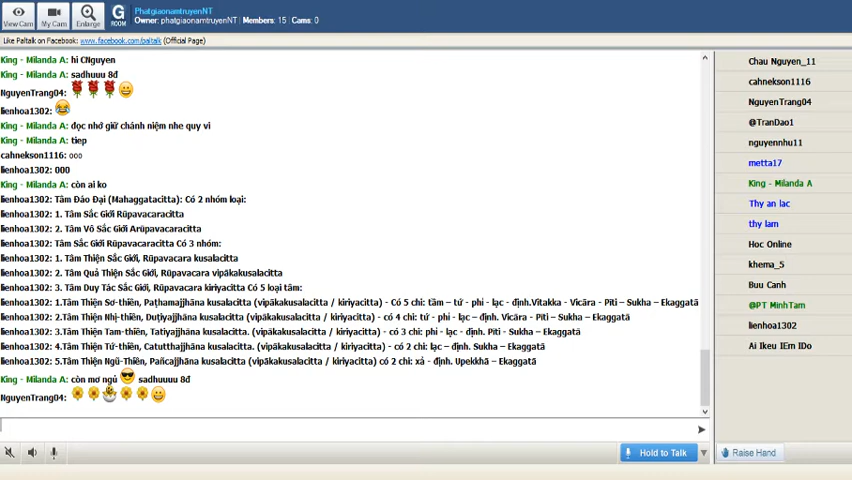 View Cam
My Cam
Enlarge
G
ROOM
PhatgiaonamtruyenNT
Owner: phatgiaonamtruyenNT | Members: 15 | Cams: 0
Like Paltalk on Facebook: www.facebook.com/paltalk (Official Page)
King - Milanda A: hi CNguyen
King - Milanda A: sadhuuu 8đ
NguyenTrang04:
lienhoa1302:
King - Milanda A: đọc nhớ giữ chánh niệm nhe quy vi
King - Milanda A: tiep
cahnekson1116: ooo
lienhoa1302: 000
King - Milanda A: còn ai ko
lienhoa1302: Tâm Đáo Đại (Mahaggatacitta): Có 2 nhóm loại:
lienhoa1302: 1. Tâm Sắc Giới Rūpavacaracitta
lienhoa1302: 2. Tâm Vô Sắc Giới Arūpavacaracitta
lienhoa1302: Tâm Sắc Giới Rūpavacaracitta Có 3 nhóm:
lienhoa1302: 1. Tâm Thiện Sắc Giới, Rūpavacara kusalacitta
lienhoa1302: 2. Tâm Quả Thiện Sắc Giới, Rūpavacara vipākakusalacitta
lienhoa1302: 3. Tâm Duy Tác Sắc Giới, Rūpavacara kiriyacitta Có 5 loại tâm:
lienhoa1302: 1.Tâm Thiện Sơ-thiền, Paṭhamajjhāna kusalacitta (vipākakusalacitta / kiriyacitta) - Có 5 chi: tầm – tứ - phỉ - lạc – định.Vitakka - Vicāra - Pīti – Sukha – Ekaggatā
lienhoa1302: 2.Tâm Thiện Nhị-thiền, Dutiyajjhāna kusalacitta (vipākakusalacitta / kiriyacitta) - có 4 chi: tứ - phỉ - lạc – định. Vicāra - Pīti – Sukha - Ekaggatā
lienhoa1302: 3.Tâm Thiện Tam-thiền, Tatiyajjhāna kusalacitta. (vipākakusalacitta / kiriyacitta) - có 3 chi: phỉ - lạc – định. Pīti - Sukha - Ekaggatā
lienhoa1302: 4.Tâm Thiện Tứ-thiền, Catutthajjhāna kusalacitta. (vipākakusalacitta / kiriyacitta) - có 2 chi: lạc – định. Sukha – Ekaggatā
lienhoa1302: 5.Tâm Thiện Ngũ-Thiền, Pañcajjhāna kusalacitta (vipākakusalacitta / kiriyacitta) có 2 chi: xả - định. Upekkhā - Ekaggatā
King - Milanda A: còn mơ ngủ sadhuuuu 8đ
NguyenTrang04:
Hold to Talk
Chau Nguyen_11
cahnekson1116
NguyenTrang04
@TranDao1
nguyennhu11
metta17
King - Milanda A
Thy an lac
thy lam
Hoc Online
khema_5
Buu Canh
@PT MinhTam
lienhoa1302
Ai Ikeu IEm IDo
Raise Hand